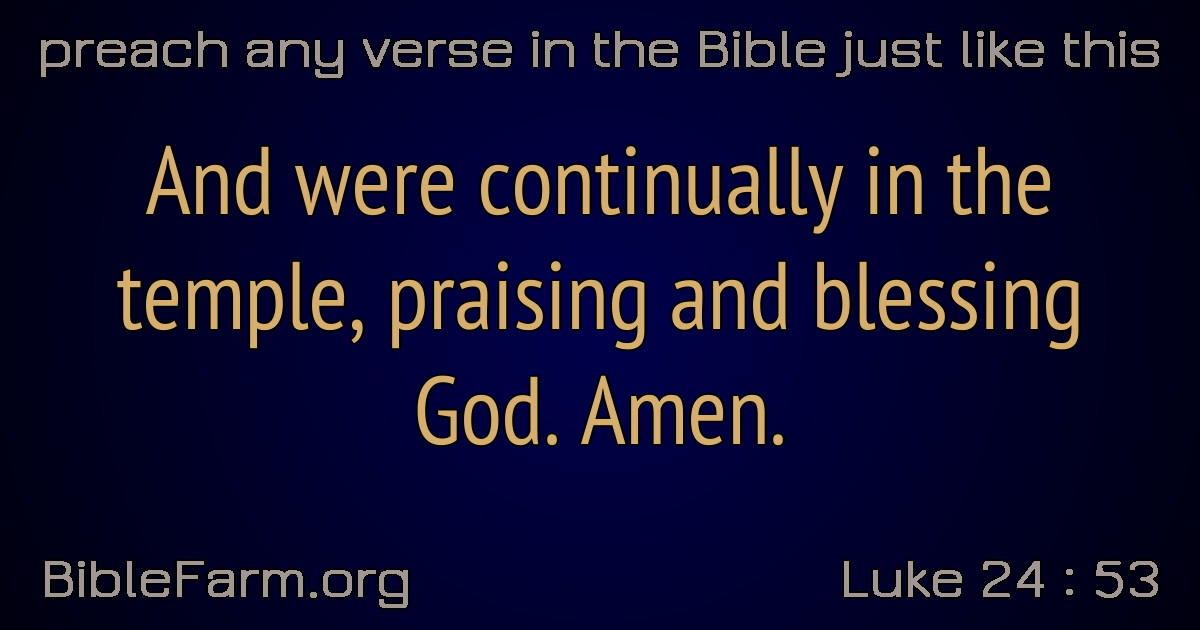 preach any verse in the Bible just like this
And were continually in the
temple, praising and blessing
God. Amen.
BibleFarm.org
Luke 24 : 53